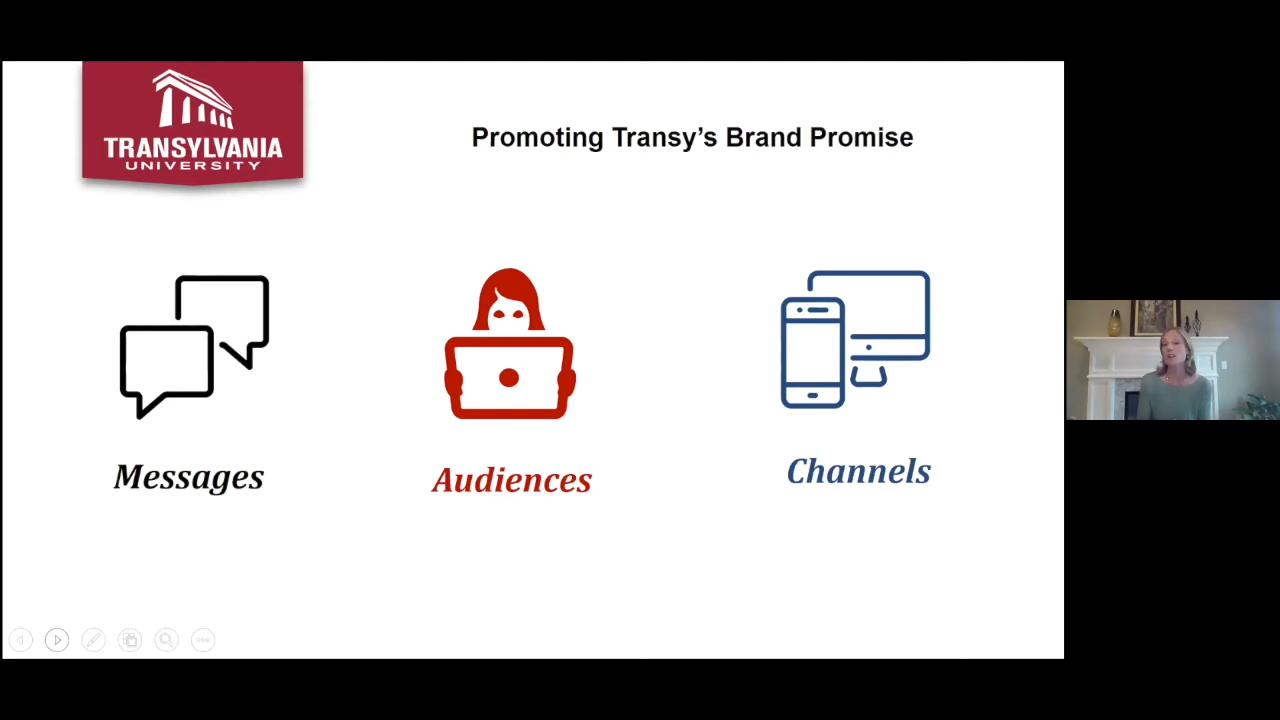 TRANSYLVANIA
UNIVERSITY
Promoting Transy’s Brand Promise
Messages
Audiences
Channels